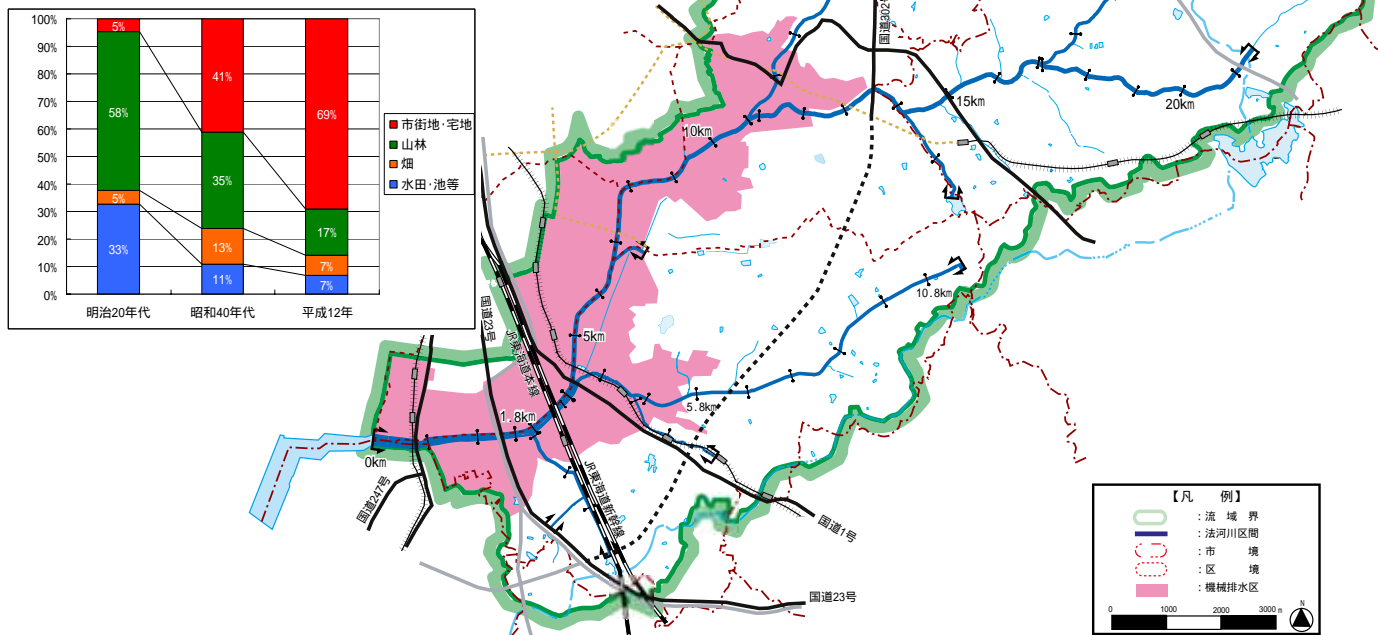 100%
90%
80%
70%
60%
50%
40%
30%
20%
10%
0%
5%
58%
5%
33%
41%
35%
13%
11%
69%
17%
7%
7%
明治20年代
昭和40年代
平成12年
市街地・宅地
山林
畑
水田・池等
国道302号
10km
15km
20km
10.8km
国道23号
JR東海道本線
5km
5.8km
1.8km
0km
国道247号
JR東海道新幹線
国道1号
国道23号
【凡 例】
：流 域 界
：法河川区間
：市 境
：区 境
：機械排水区
0 1000 2000 3000 m
N